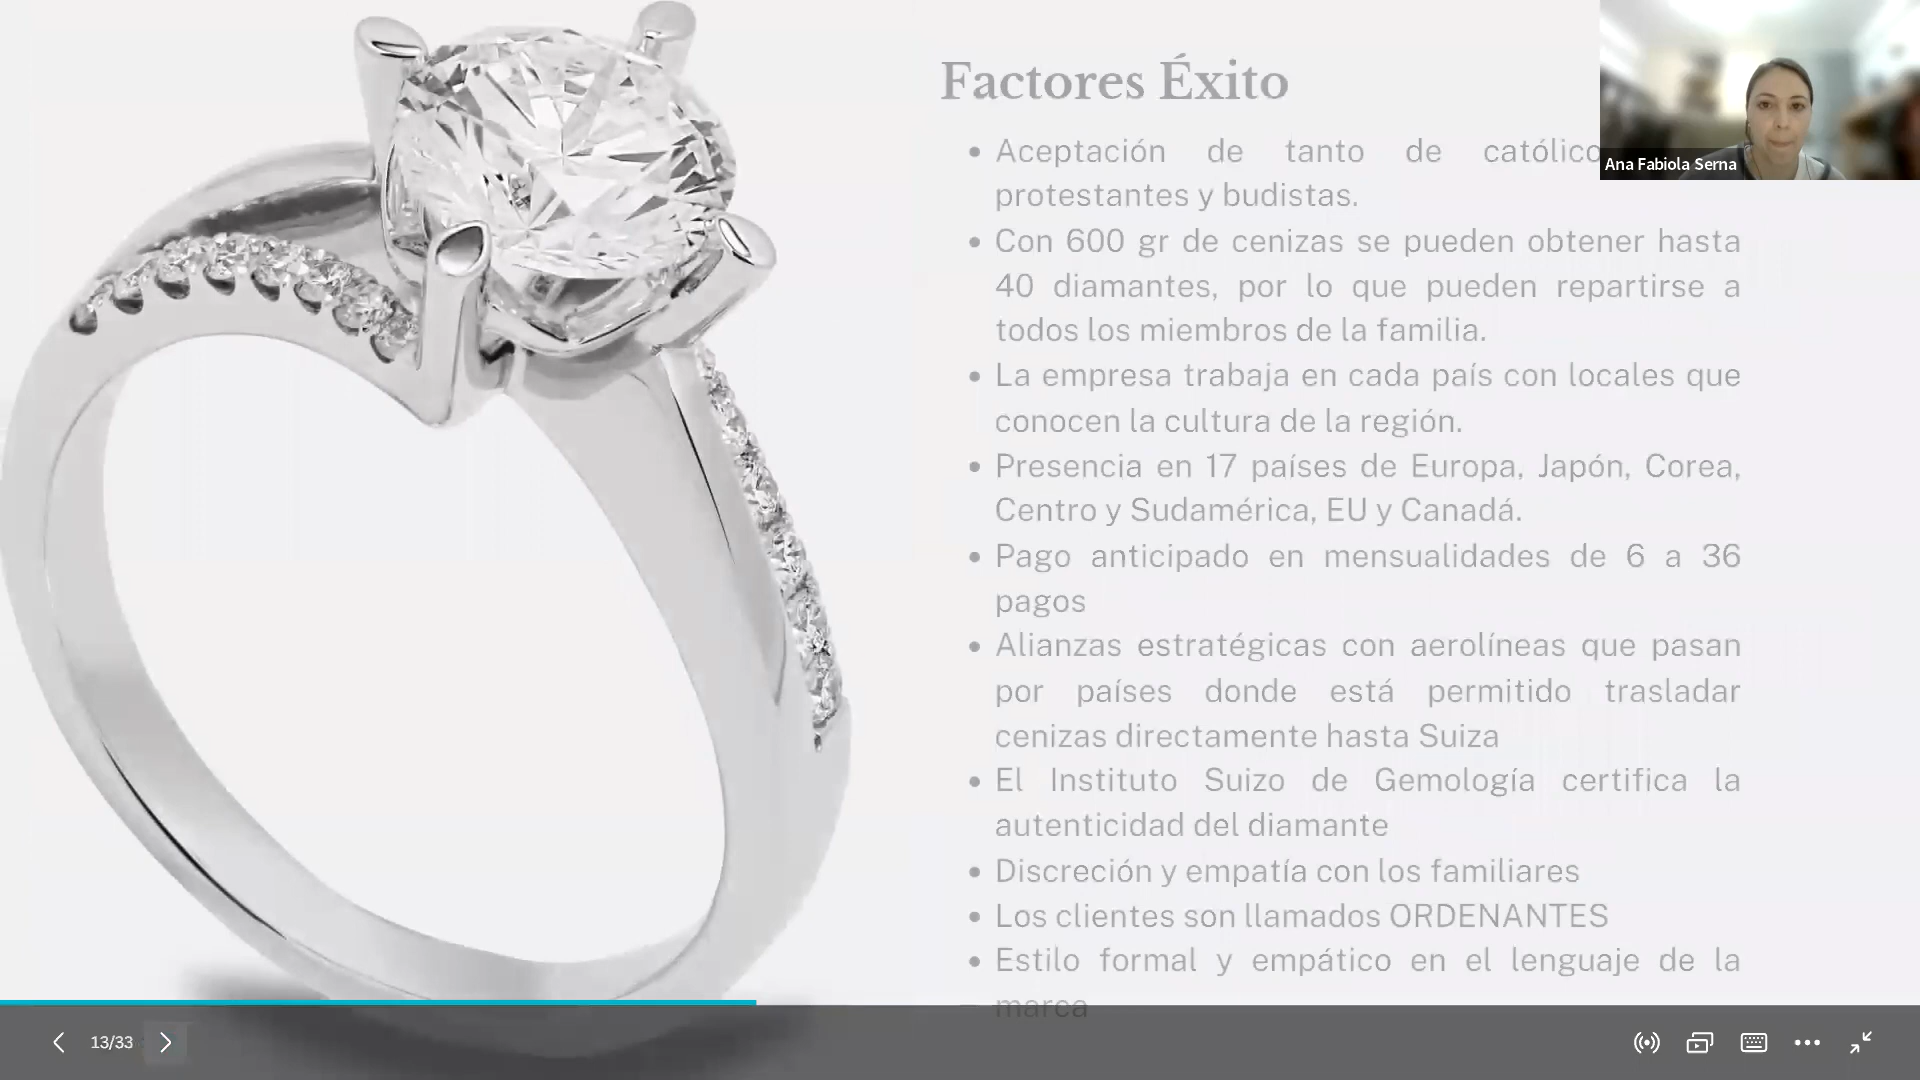 Factores Éxito
• Aceptación de tanto de católico
protestantes y budistas.
• Con 600 gr de cenizas se pueden obtener hasta
40 diamantes, por lo que pueden repartirse a
todos los miembros de la familia.
• La empresa trabaja en cada país con locales que
conocen la cultura de la región.
• Presencia en 17 países de Europa, Japón, Corea,
Centro y Sudamérica, EU y Canadá.
• Pago anticipado en mensualidades de 6 a 36
pagos
• Alianzas estratégicas con aerolíneas que pasan
por países donde está permitido trasladar
cenizas directamente hasta Suiza
• El Instituto Suizo de Gemología certifica la
autenticidad del diamante
• Discreción y empatía con los familiares
• Los clientes son llamados ORDENANTES
• Estilo formal y empático en el lenguaje de la
marca
Ana Fabiola Serna
13/33